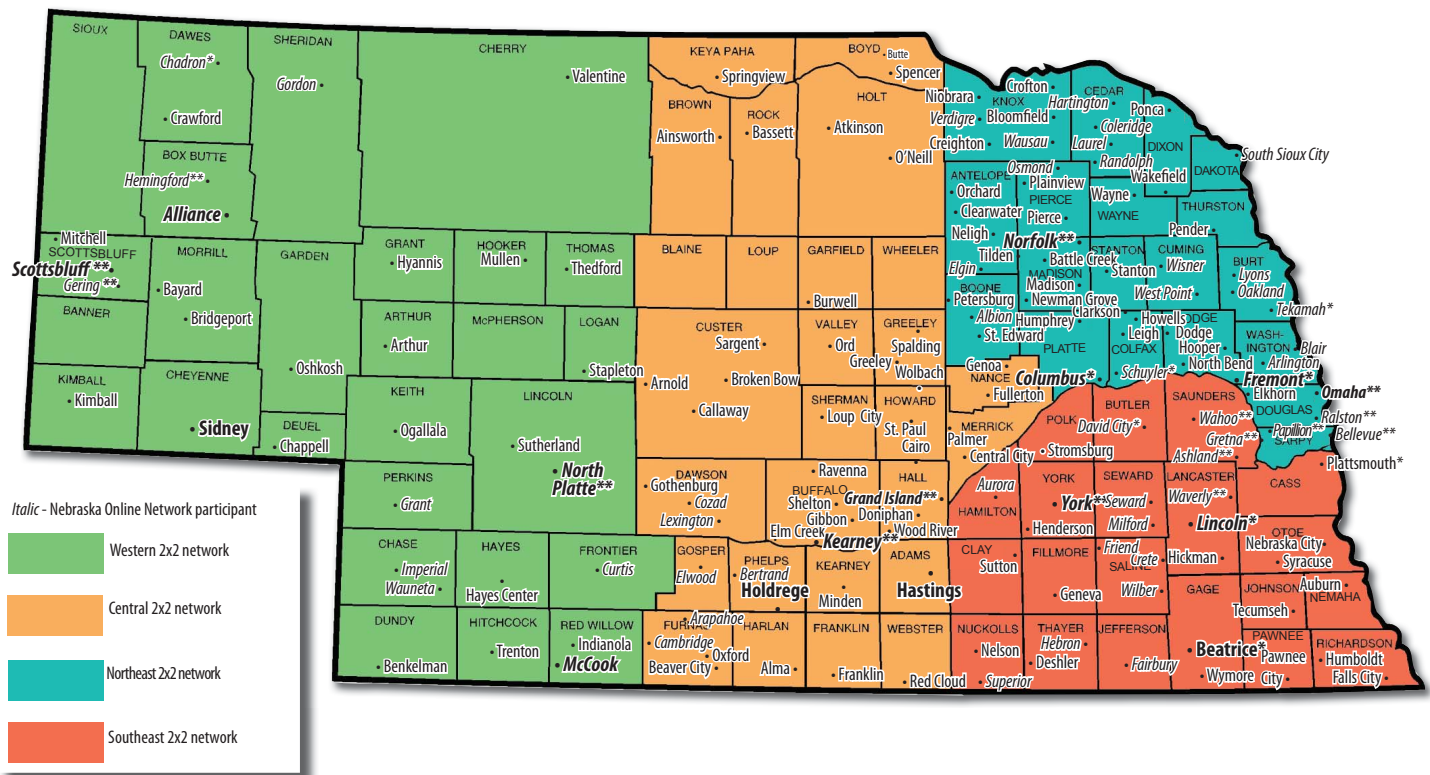 SIOUX
DAWES
Chadron*
Crawford
SHERIDAN
Gordon
CHERRY
Valentine
KEYA PAHA
Springview
BOYD
Butte
Spencer
BROWN
Ainsworth
ROCK
Bassett
HOLT
Atkinson
O'Neill
BOX BUTTE
Hemingford**
Alliance
Mitchell
SCOTTSBLUFF
Scottsbluff **
Gering **
MORRILL
Bayard
Bridgeport
GARDEN
Oshkosh
BANNER
KIMBALL
Kimball
CHEYENNE
Sidney
DEUEL
Chappell
GRANT
Hyannis
HOOKER
Mullen
THOMAS
Thedford
ARTHUR
Arthur
McPHERSON
LOGAN
Stapleton
KEITH
Ogallala
LINCOLN
Sutherland
North
Platte**
PERKINS
Grant
CHASE
Imperial
Wauneta
HAYES
Hayes Center
FRONTIER
Curtis
DUNDY
Benkelman
HITCHCOCK
Trenton
RED WILLOW
Indianola
McCook
BLAINE
LOUP
GARFIELD
Burwell
WHEELER
CUSTER
Sargent
Arnold
Broken Bow
Callaway
VALLEY
Ord
GREELEY
Spalding
Greeley
Wolbach
SHERMAN
Loup City
HOWARD
St. Paul
Cairo
NANCE
Genoa
Fullerton
MERRICK
Palmer
Central City
DAWSON
Gothenburg
Cozad
Lexington
BUFFALO
Ravenna
Shelton
Gibbon
Elm Creek
Kearney**
HALL
Grand Island**
Doniphan
Wood River
GOSPER
Elwood
PHELPS
Bertrand
Holdrege
KEARNEY
Minden
ADAMS
Hastings
FURNAS
Arapahoe
Cambridge
Oxford
Beaver City
HARLAN
Alma
FRANKLIN
Franklin
WEBSTER
Red Cloud
KNOX
Niobrara
Crofton
Verdigre
Bloomfield
Creighton
Wausau
CEDAR
Hartington
Coleridge
Laurel
Randolph
Ponca
DIXON
Wakefield
DAKOTA
South Sioux City
ANTELOPE
Orchard
Clearwater
Neligh
Tilden
Elgin
Osmond
Plainview
PIERCE
Pierce
WAYNE
Wayne
THURSTON
Pender
Norfolk**
Battle Creek
MADISON
Madison
Newman Grove
STANTON
Stanton
CUMING
Wisner
West Point
BURT
Lyons
Oakland
Tekamah*
BOONE
Petersburg
Albion
St. Edward
Humphrey
PLATTE
Columbus*
Clarkson
Howells
Leigh
COLFAX
Schuyler*
DODGE
Dodge
Hooper
North Bend
Fremont*
WASH-
INGTON
Blair
Arlington
Elkhorn
DOUGLAS
Omaha**
Ralston**
Papillion**
Bellevue**
SARPY
POLK
Stromsburg
BUTLER
David City*
SAUNDERS
Wahoo**
Gretna**
Ashland**
Plattsmouth*
CASS
HAMILTON
Aurora
YORK
York**
Henderson
SEWARD
Seward
Milford
LANCASTER
Waverly**
Lincoln*
Hickman
OTOE
Nebraska City
Syracuse
CLAY
Sutton
FILLMORE
Geneva
SALINE
Friend
Crete
Wilber
GAGE
Beatrice*
Wymore
JOHNSON
Tecumseh
NEMAHA
Auburn
NUCKOLLS
Nelson
Superior
THAYER
Hebron
Deshler
JEFFERSON
Fairbury
PAWNEE
Pawnee
City
RICHARDSON
Humboldt
Falls City
Italic - Nebraska Online Network participant
Western 2x2 network
Central 2x2 network
Northeast 2x2 network
Southeast 2x2 network